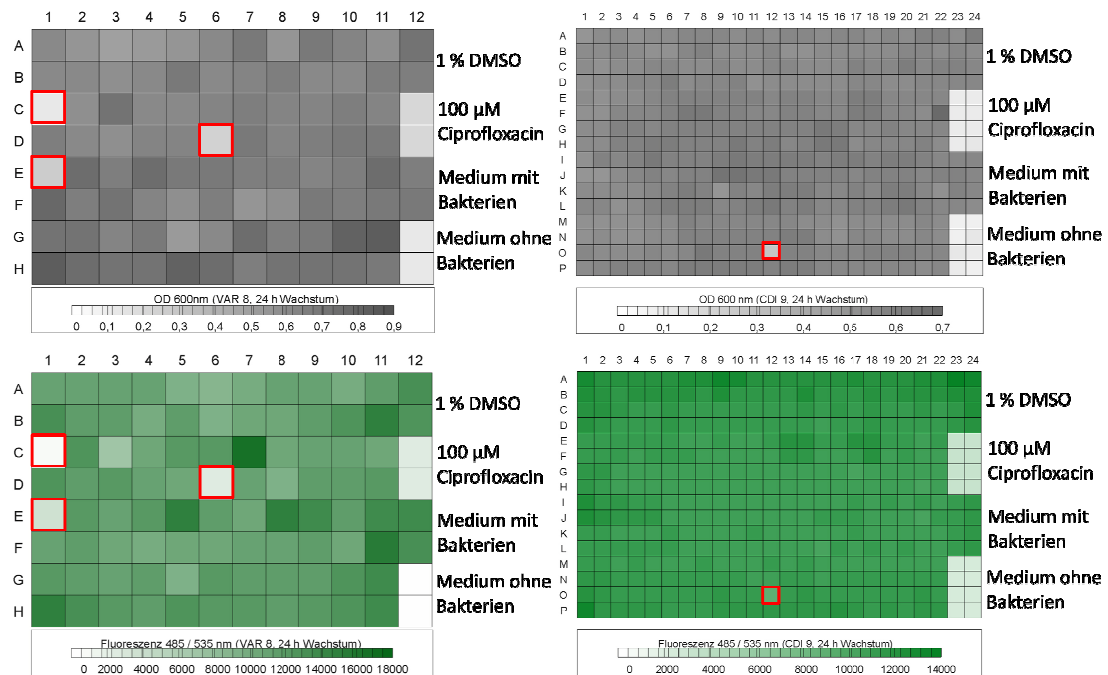 1 2 3 4 5 6 7 8 9 10 11 12
A
B
C
D
E
F
G
H
1 % DMSO
100 µM
Ciprofloxacin
Medium mit
Bakterien
Medium ohne
Bakterien
OD 600nm (VAR 8, 24 h Wachstum)
0 0,1 0,2 0,3 0,4 0,5 0,6 0,7 0,8 0,9
1 2 3 4 5 6 7 8 9 10 11 12 13 14 15 16 17 18 19 20 21 22 23 24
A
B
C
D
E
F
G
H
I
J
K
L
M
N
O
P
1 % DMSO
100 µM
Ciprofloxacin
Medium mit
Bakterien
Medium ohne
Bakterien
OD 600 nm (CDI 9, 24 h Wachstum)
0 0,1 0,2 0,3 0,4 0,5 0,6 0,7
1 2 3 4 5 6 7 8 9 10 11 12
A
B
C
D
E
F
G
H
1 % DMSO
100 µM
Ciprofloxacin
Medium mit
Bakterien
Medium ohne
Bakterien
Fluoreszenz 485 / 535 nm (VAR 8, 24 h Wachstum)
0 2000 4000 6000 8000 10000 12000 14000 16000 18000
1 2 3 4 5 6 7 8 9 10 11 12 13 14 15 16 17 18 19 20 21 22 23 24
A
B
C
D
E
F
G
H
I
J
K
L
M
N
O
P
1 % DMSO
100 µM
Ciprofloxacin
Medium mit
Bakterien
Medium ohne
Bakterien
Fluoreszenz 485 / 535 nm (CDI 9, 24 h Wachstum)
0 2000 4000 6000 8000 10000 12000 14000